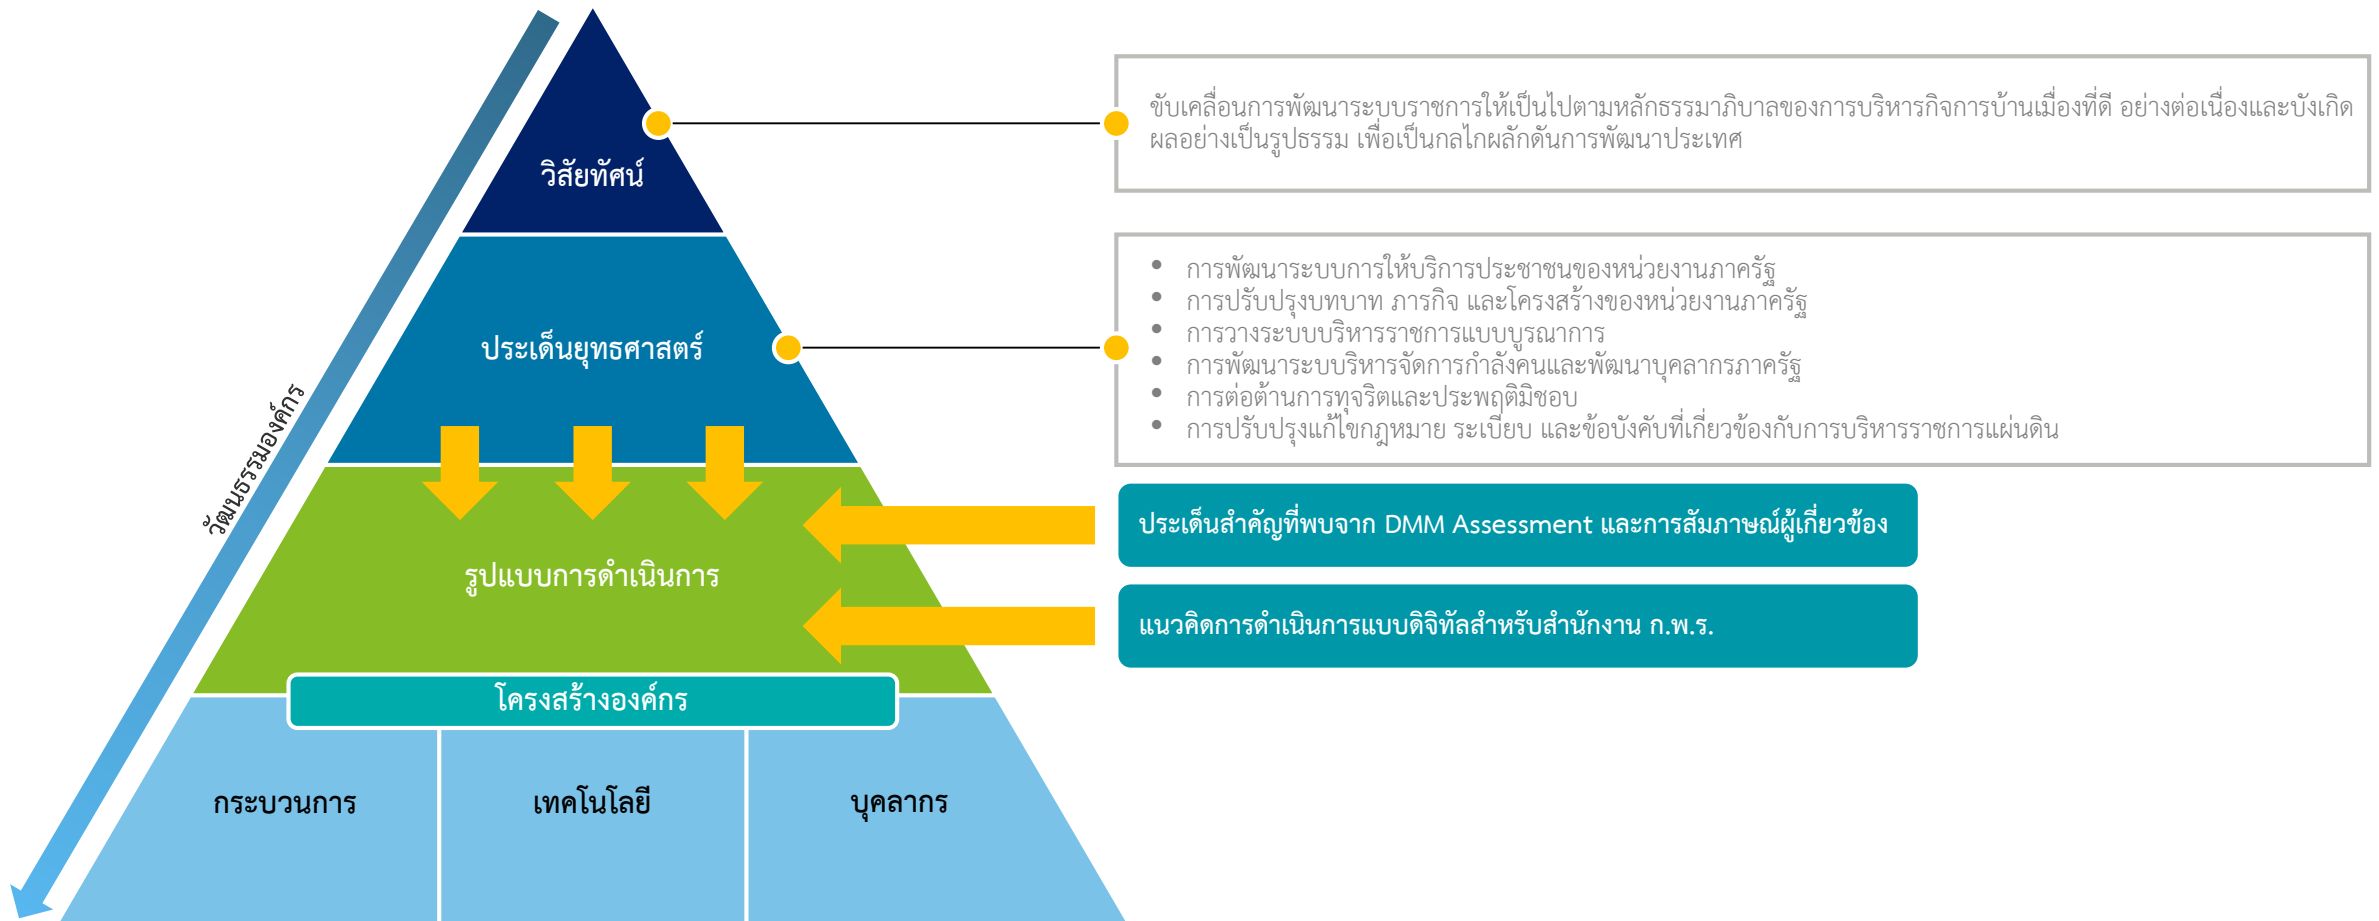 ขับเคลื่อนการพัฒนาระบบราชการให้เป็นไปตามหลักธรรมาภิบาลของการบริหารกิจการบ้านเมืองที่ดี อย่างต่อเนื่องและบังเกิด
ผลอย่างเป็นรูปธรรม เพื่อเป็นกลไกผลักดันการพัฒนาประเทศ
วิสัยทัศน์
• การพัฒนาระบบการให้บริการประชาชนของหน่วยงานภาครัฐ
• การปรับปรุงบทบาท ภารกิจ และโครงสร้างของหน่วยงานภาครัฐ
• การวางระบบบริหารราชการแบบบูรณาการ
• การพัฒนาระบบบริหารจัดการกำลังคนและพัฒนาบุคลากรภาครัฐ
• การต่อต้านการทุจริตและประพฤติมิชอบ
• การปรับปรุงแก้ไขกฎหมาย ระเบียบ และข้อบังคับที่เกี่ยวข้องกับการบริหารราชการแผ่นดิน
ประเด็นยุทธศาสตร์
วัฒนธรรมองค์กร
ประเด็นสำคัญที่พบจาก DMM Assessment และการสัมภาษณ์ผู้เกี่ยวข้อง
รูปแบบการดำเนินการ
แนวคิดการดำเนินการแบบดิจิทัลสำหรับสำนักงาน ก.พ.ร.
โครงสร้างองค์กร
กระบวนการ
เทคโนโลยี
บุคลากร